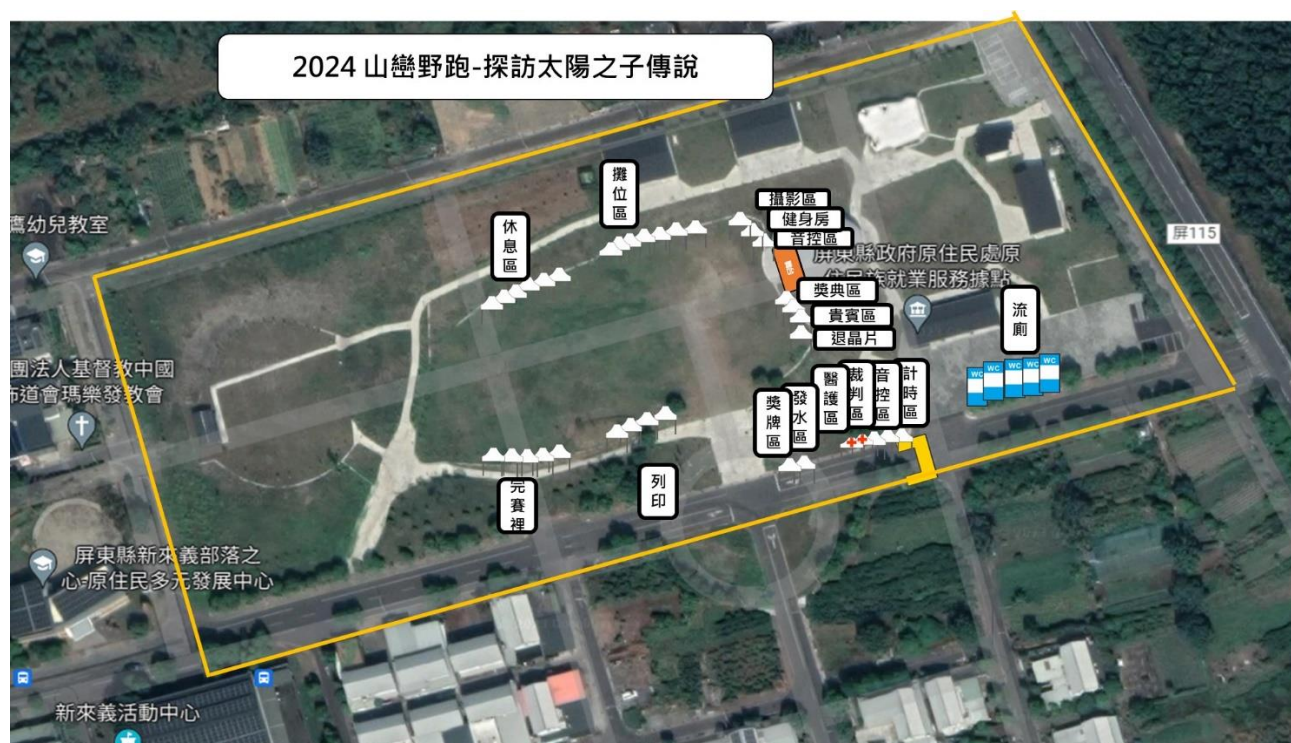 2024 山巒野跑-探訪太陽之子傳說
鷹幼兒教室
休息區
攤位區
攝影區
健身房
音控區
舞台
屏115
屏東縣政府原住民處原
住民族就業服務據點
獎典區
貴賓區
退晶片
流廁
WC
WC
WC
WC
WC
團法人基督教中國
佈道會瑪樂發教會
獎牌區
發水區
醫護區
裁判區
音控區
計時區
完賽裡
列印
屏東縣新來義部落之
心-原住民多元發展中心
新來義活動中心